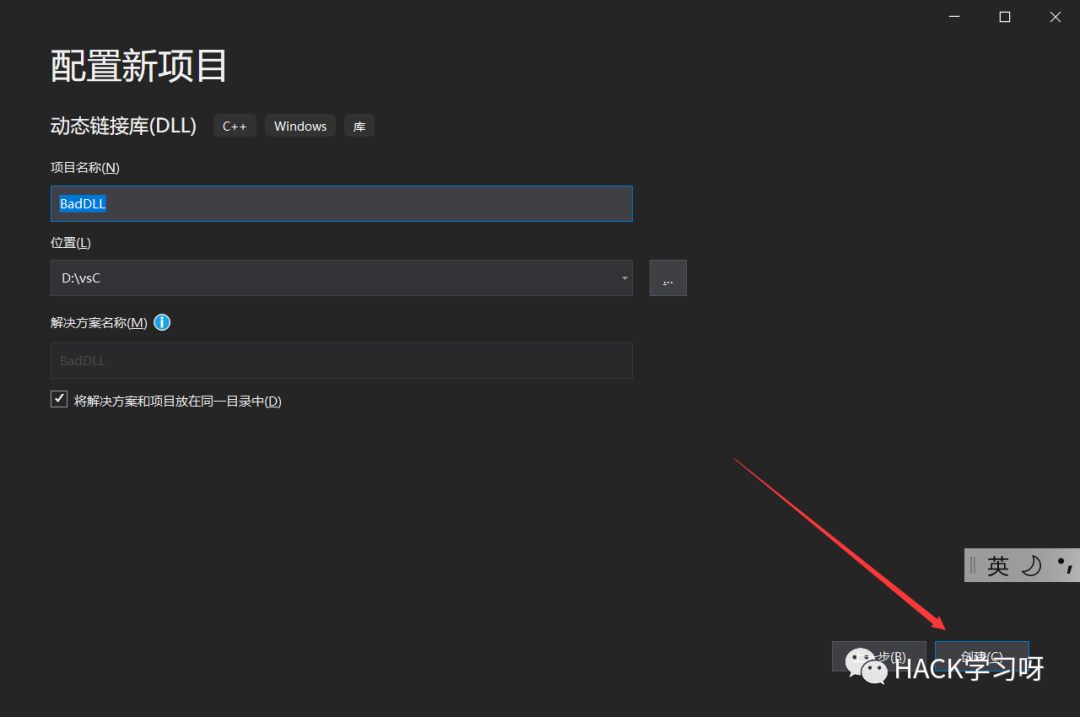 配置新项目
动态链接库(DLL) C++ Windows 库
项目名称(N)
BadDLL
位置(L)
D:\vsC
...
解决方案名称(M)
BadDLL
将解决方案和项目放在同一目录中(D)
英
步(B) 创建(C)
HACK学习呀